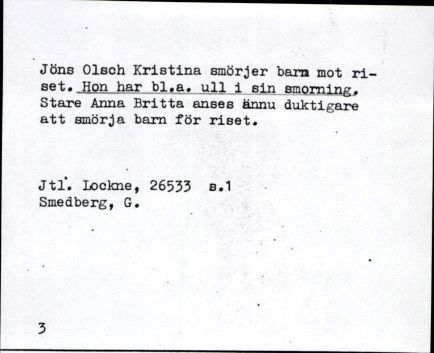 Jöns Olsch Kristina smörjer barn mot ri-
set. Hon har bl.a. ull i sin smorning.
Stare Anna Britta anses ännu duktigare
att smörja barn för riset.
Jtl. Lockne, 26533 s.1
Smedberg, G.
3